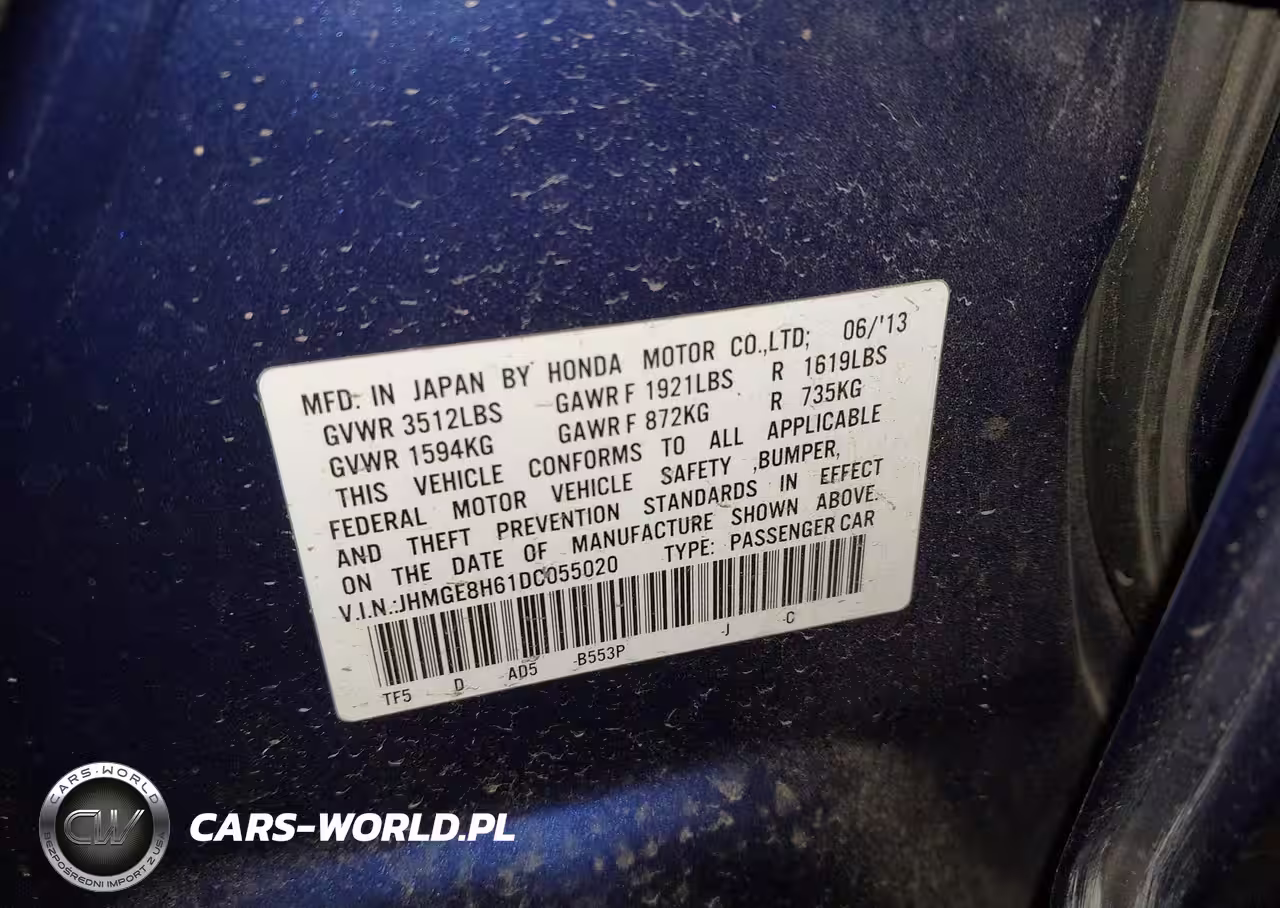 MFD. IN JAPAN BY HONDA MOTOR CO.,LTD; 06/'13
GVWR 3512LBS GAWR F 1921LBS R 1619LBS
GVWR 1594KG GAWR F 872KG R 735KG
THIS VEHICLE CONFORMS TO ALL APPLICABLE
FEDERAL MOTOR VEHICLE SAFETY ,BUMPER,
AND THEFT PREVENTION STANDARDS IN EFFECT
ON THE DATE OF MANUFACTURE SHOWN ABOVE.
V.I.N.:JHMGE8H61DC055020 TYPE: PASSENGER CAR
TF5 D AD5 -B553P -J -C
CARS-WORLD
CW
BEZPOŚREDNI IMPORT Z USA
CARS-WORLD.PL